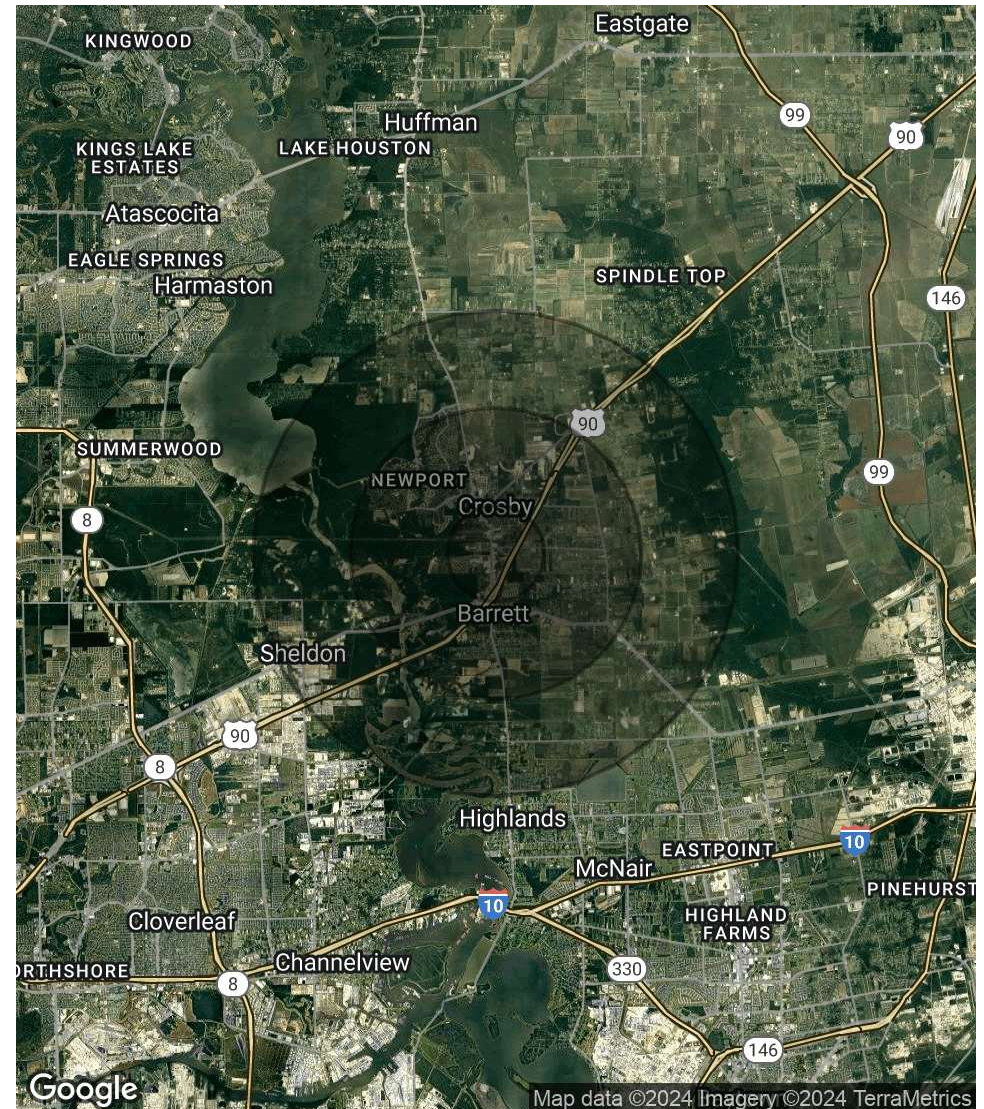 Eastgate
KINGWOOD
99
Huffman
90
KINGS LAKE
ESTATES
LAKE HOUSTON
Atascocita
EAGLE SPRINGS
SPINDLE TOP
Harmaston
146
90
SUMMERWOOD
99
NEWPORT
Crosby
8
Barrett
Sheldon
90
8
Highlands
10
EASTPOINT
McNair
PINEHURST
10
Cloverleaf
HIGHLAND
FARMS
Channelview
330
ORTHSHORE
8
146
Google
Map data ©2024 Imagery ©2024 TerraMetrics